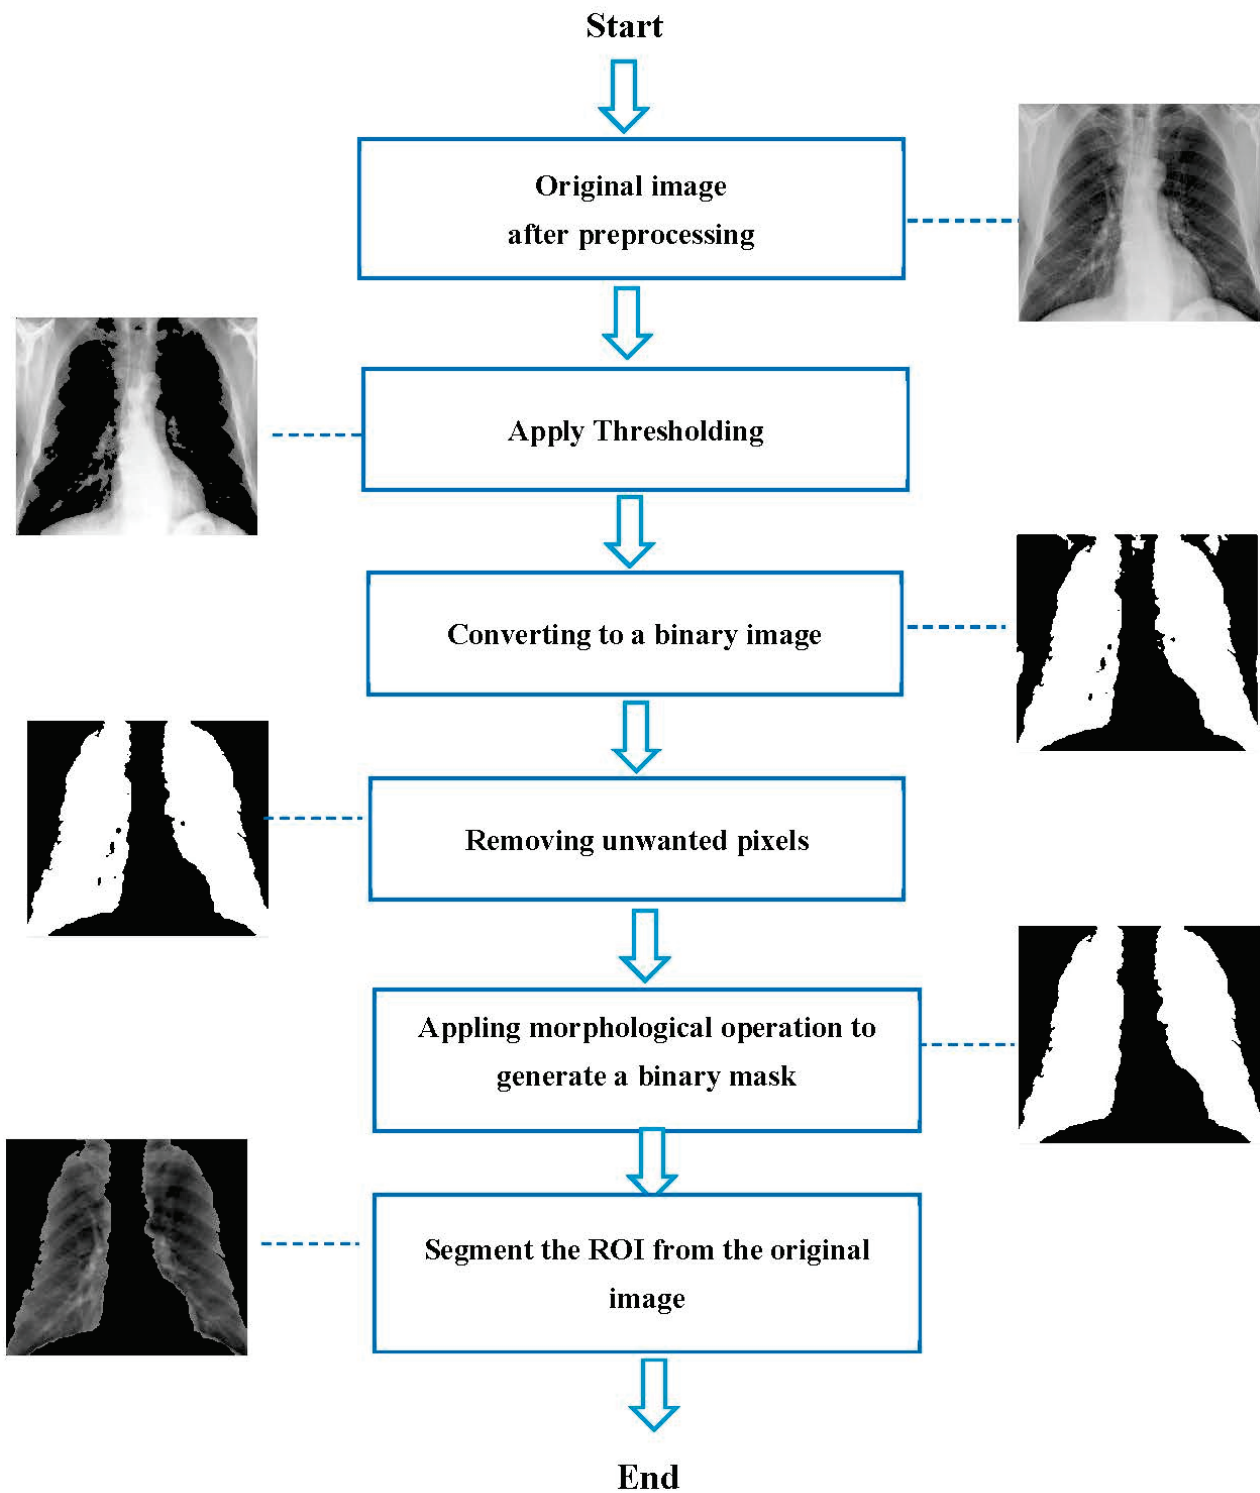 Start
Original image
after preprocessing
Apply Thresholding
Converting to a binary image
Removing unwanted pixels
Appling morphological operation to
generate a binary mask
Segment the ROI from the original
image
End